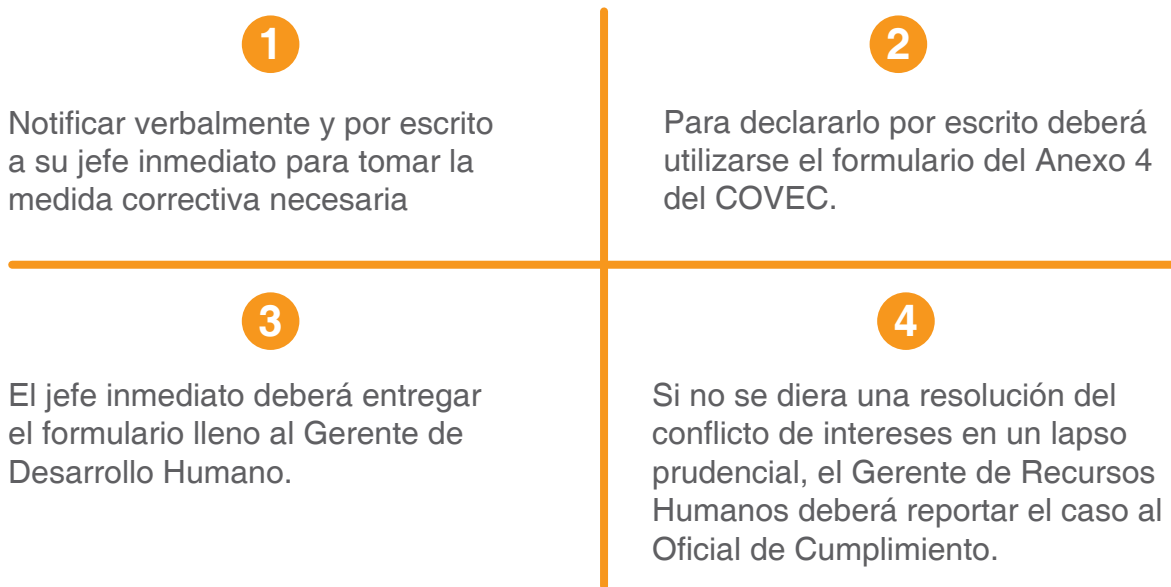 1
Notificar verbalmente y por escrito
a su jefe inmediato para tomar la
medida correctiva necesaria
2
Para declararlo por escrito deberá
utilizarse el formulario del Anexo 4
del COVEC.
3
El jefe inmediato deberá entregar
el formulario lleno al Gerente de
Desarrollo Humano.
4
Si no se diera una resolución del
conflicto de intereses en un lapso
prudencial, el Gerente de Recursos
Humanos deberá reportar el caso al
Oficial de Cumplimiento.